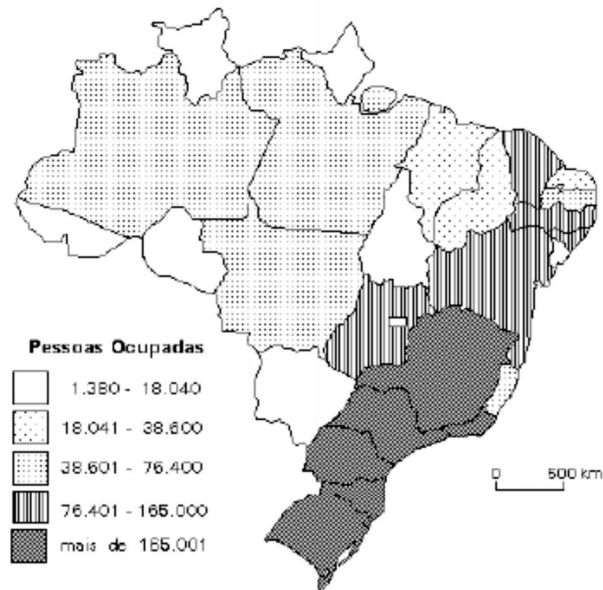 Pessoas Ocupadas
1.380 - 18.040
18.041 - 38.600
38.601 - 76.400
76.401 - 165.000
mais de 165.001
0 500 km